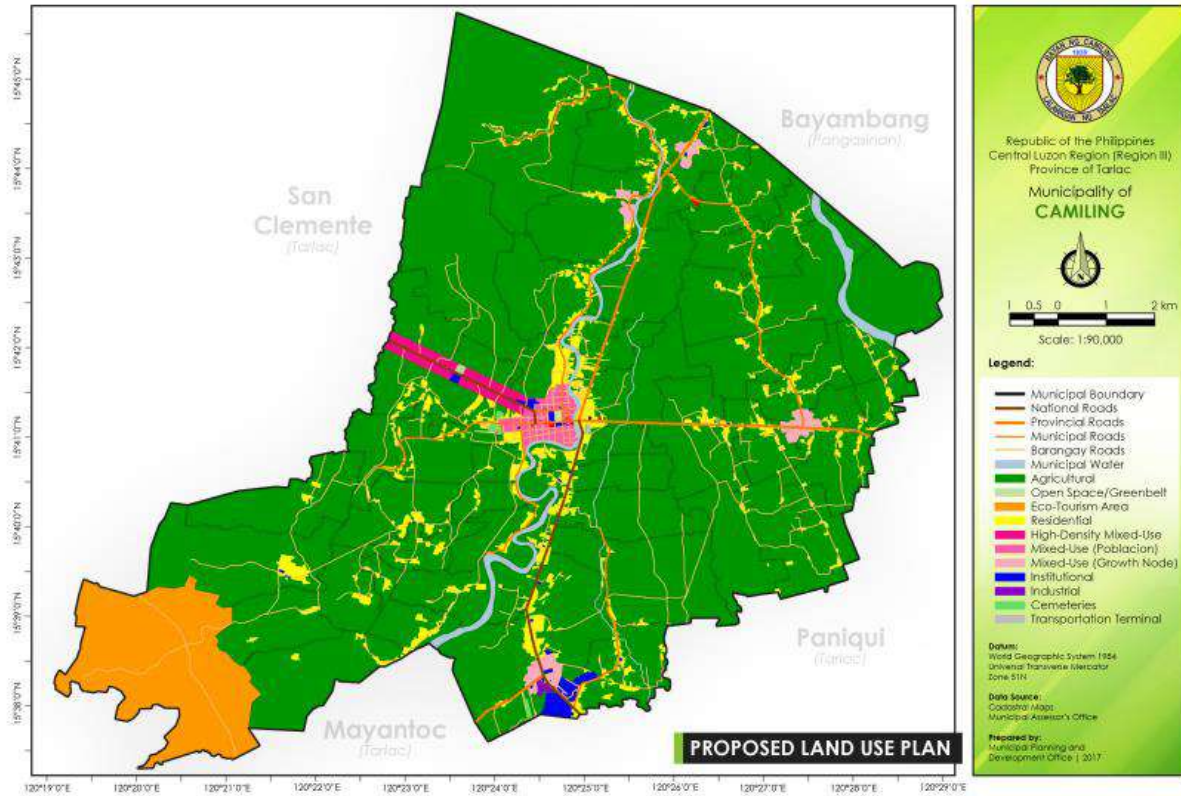 15°45'0"N
15°44'0"N
15°43'0"N
15°42'0"N
15°41'0"N
15°40'0"N
15°39'0"N
15°38'0"N
Bayambang
(Pangasinan)
San
Clemente
(Tarlac)
Paniqui
(Tarlac)
Mayantoc
(Tarlac)
PROPOSED LAND USE PLAN
120°19'0"E
120°20'0"E
120°21'0"E
120°22'0"E
120°23'0"E
120°24'0"E
120°25'0"E
120°26'0"E
120°27'0"E
120°28'0"E
120°29'0"E
BAYAN NG CAMILING
LALAWIGAN NG TARLAC
Republic of the Philippines
Central Luzon Region (Region III)
Province of Tarlac
Municipality of
CAMILING
1 0.5 0 1 2 km
Scale: 1:90,000
Legend:
Municipal Boundary
National Roads
Provincial Roads
Municipal Roads
Barangay Roads
Municipal Water
Agricultural
Open Space/Greenbelt
Eco-Tourism Area
Residential
High-Density Mixed-Use
Mixed-Use (Poblacion)
Mixed-Use (Growth Node)
Institutional
Industrial
Cemeteries
Transportation Terminal
Datum:
World Geographic System 1984
Universal Transverse Mercator
Zone 51N
Data Source:
Cadastral Maps
Municipal Assessor's Office
Prepared by:
Municipal Planning and
Development Office | 2017